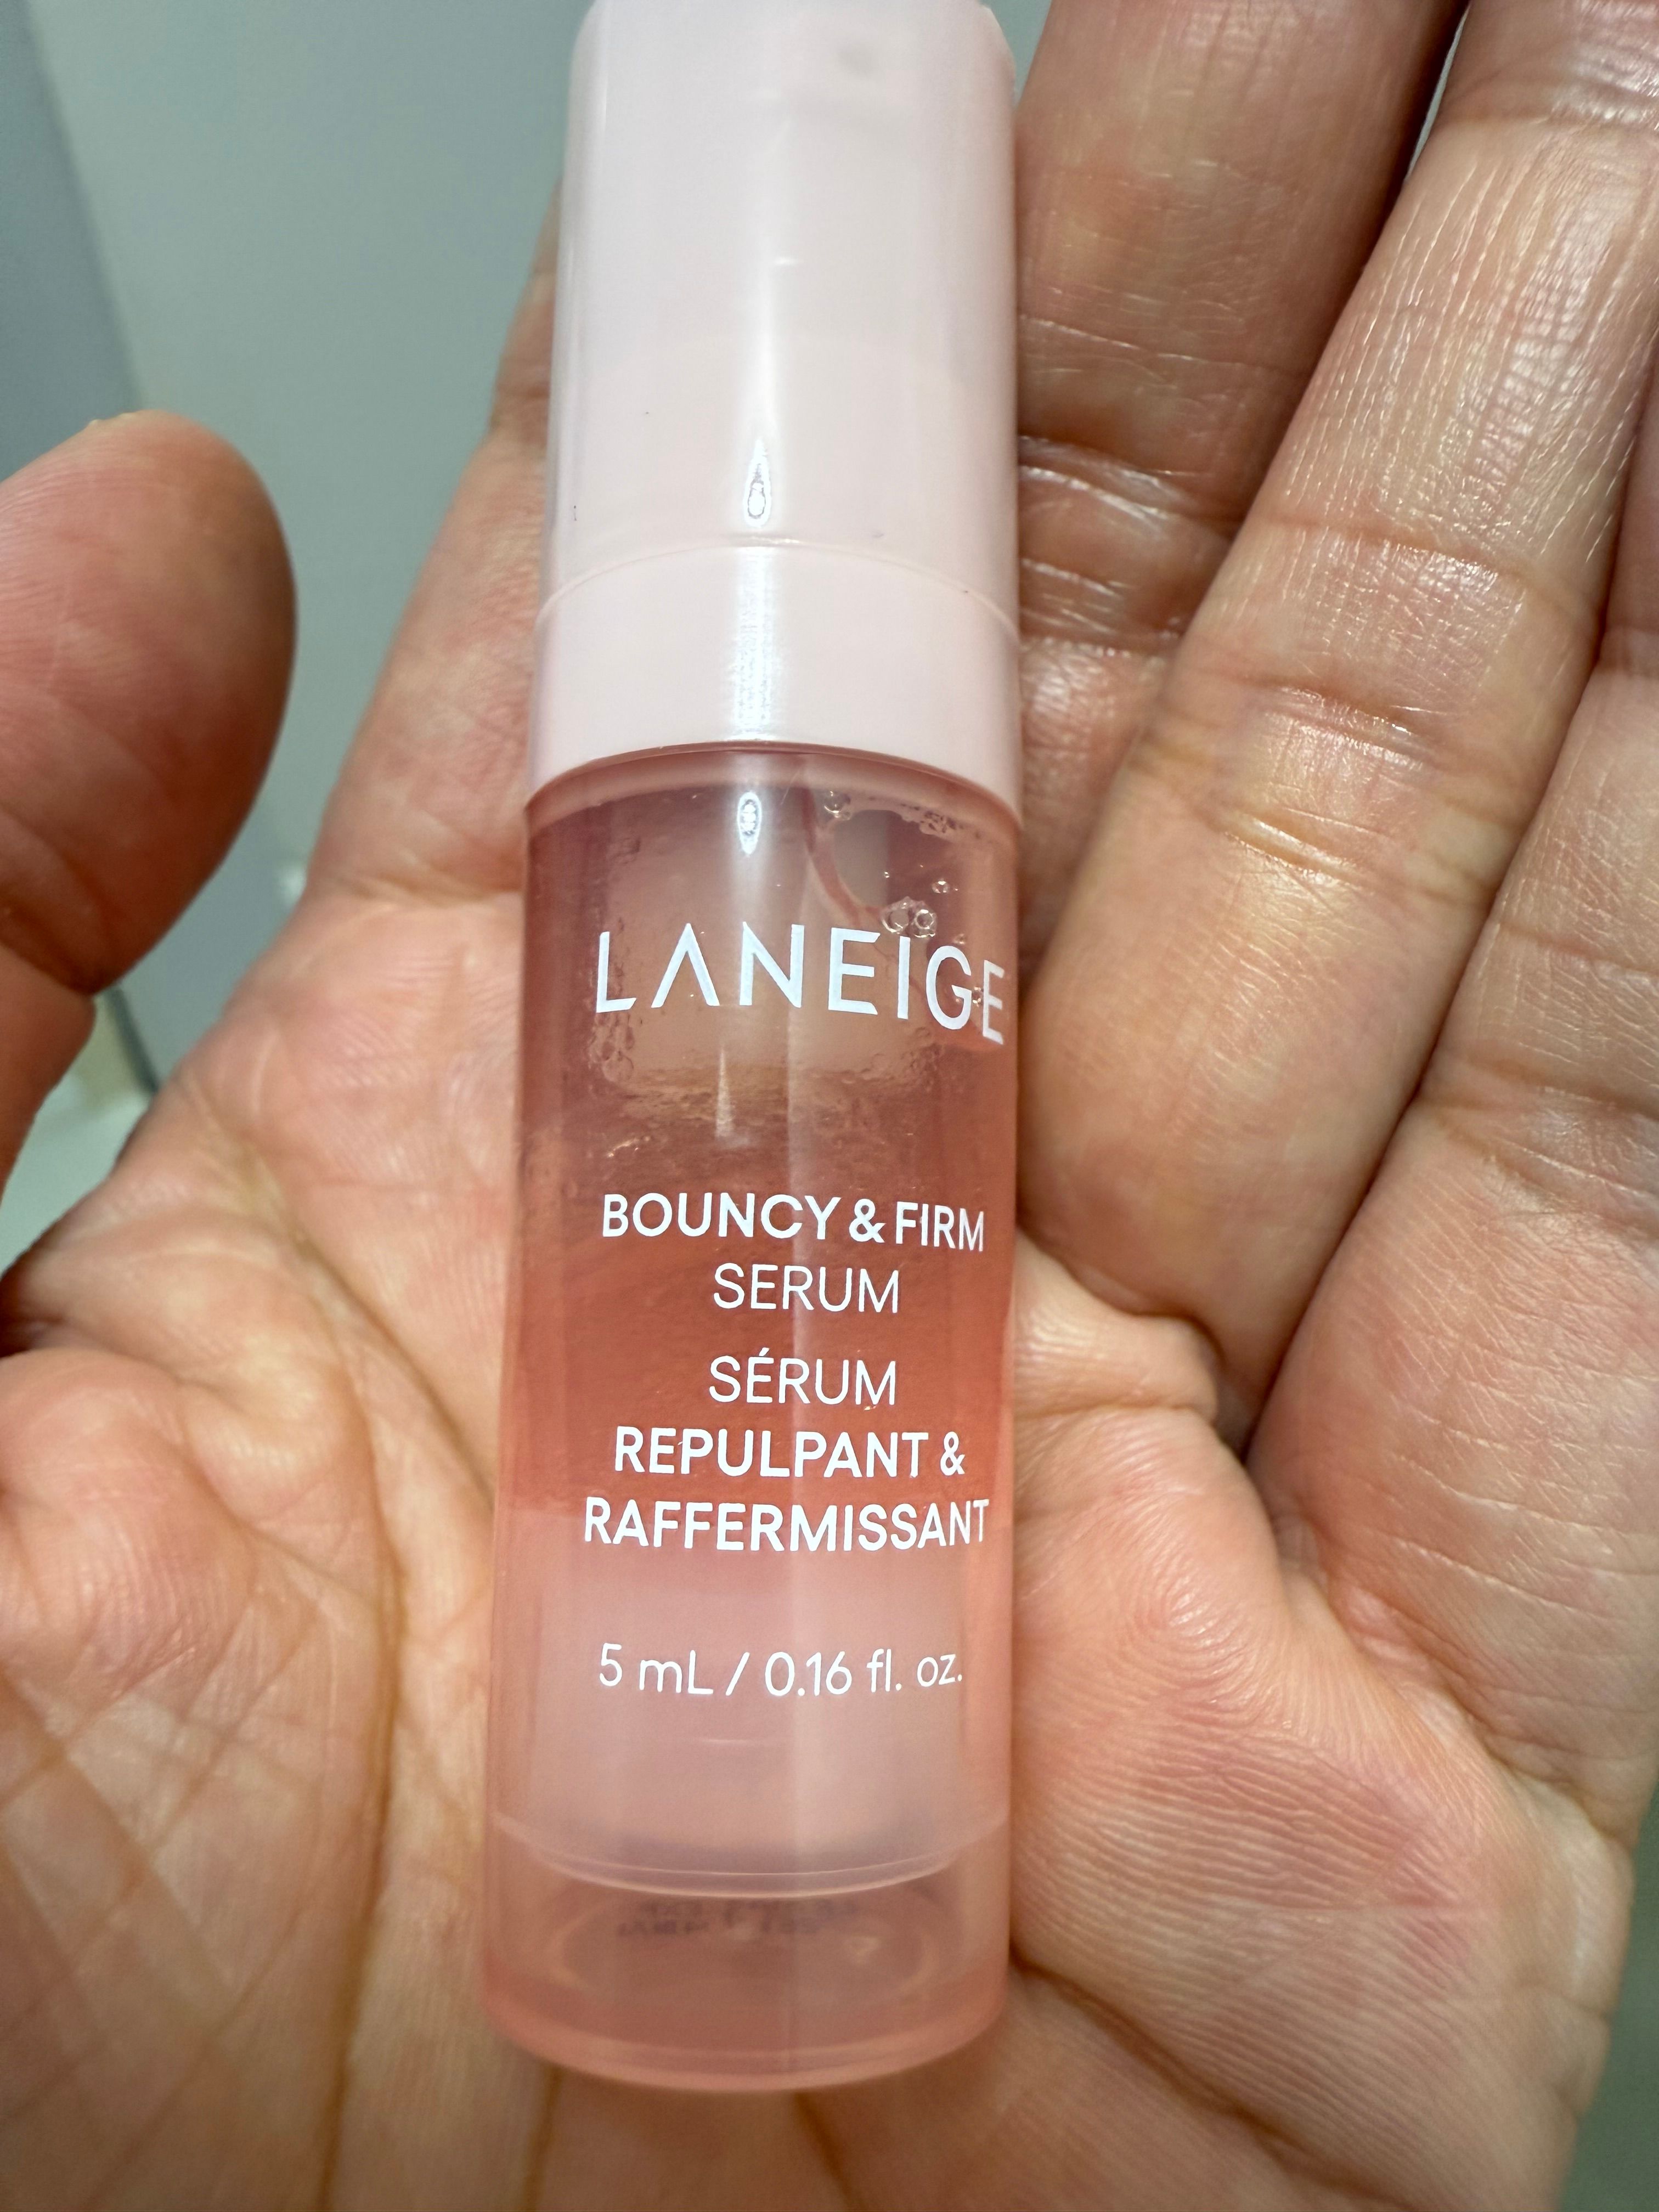 LANEIGE
BOUNCY & FIRM
SERUM
SÉRUM
REPULPANT &
RAFFERMISSANT
5 mL / 0.16 fl. oz.